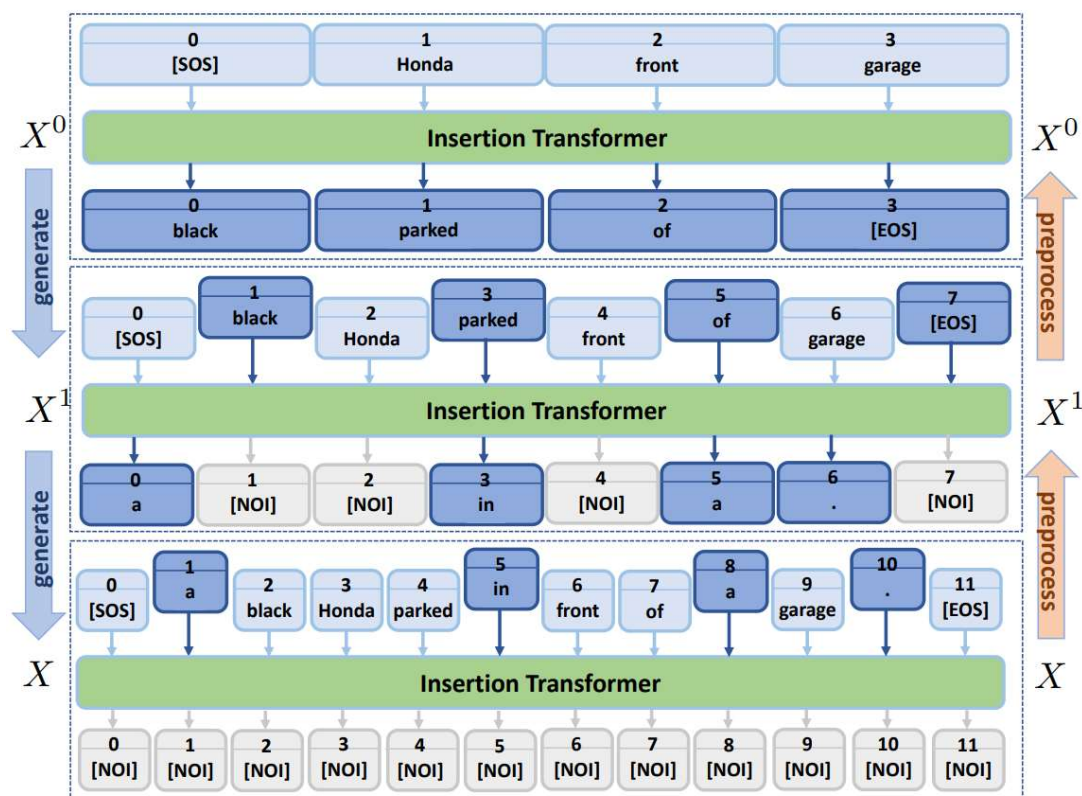 0 1 2 3
[SOS] Honda front garage
X^0 Insertion Transformer X^0
0 1 2 3
black parked of [EOS]
generate
preprocess
0 1 2 3 4 5 6 7
[SOS] black Honda parked front of garage [EOS]
X^1 Insertion Transformer X^1
0 1 2 3 4 5 6 7
a [NOI] [NOI] in [NOI] a . [NOI]
generate
preprocess
0 1 2 3 4 5 6 7 8 9 10 11
[SOS] a black Honda parked in front of a garage . [EOS]
X Insertion Transformer X
0 1 2 3 4 5 6 7 8 9 10 11
[NOI] [NOI] [NOI] [NOI] [NOI] [NOI] [NOI] [NOI] [NOI] [NOI] [NOI] [NOI]